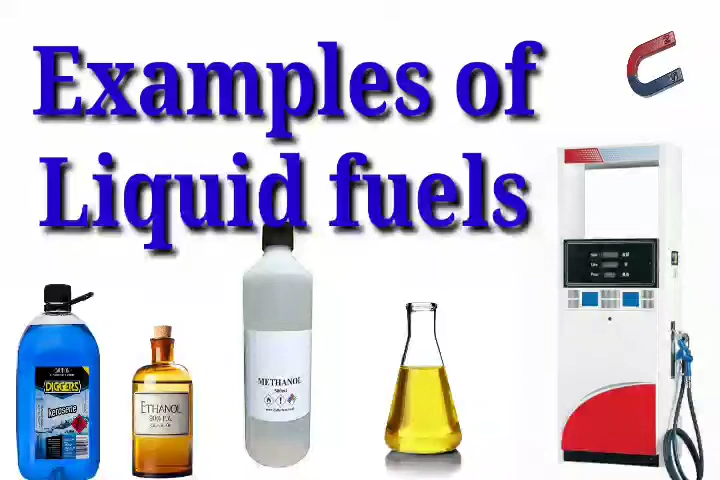 Examples of
Liquid fuels
DIGGERS
kerosene
ETHANOL
METHANOL